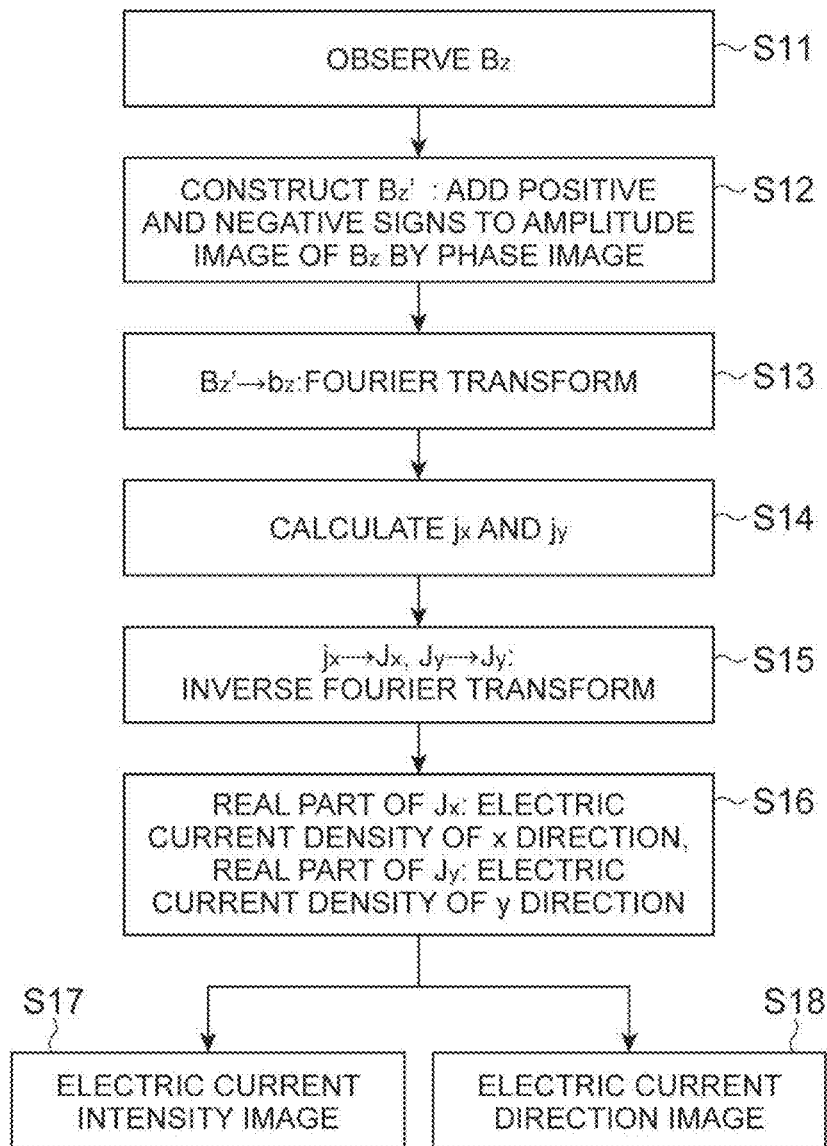 OBSERVE Bz
S11
CONSTRUCT Bz' : ADD POSITIVE
AND NEGATIVE SIGNS TO AMPLITUDE
IMAGE OF Bz BY PHASE IMAGE
S12
Bz'→bz:FOURIER TRANSFORM
S13
CALCULATE jx AND jy
S14
jx→Jx, Jy→Jy:
INVERSE FOURIER TRANSFORM
S15
REAL PART OF Jx: ELECTRIC
CURRENT DENSITY OF x DIRECTION,
REAL PART OF Jy: ELECTRIC
CURRENT DENSITY OF y DIRECTION
S16
S17
ELECTRIC CURRENT
INTENSITY IMAGE
S18
ELECTRIC CURRENT
DIRECTION IMAGE